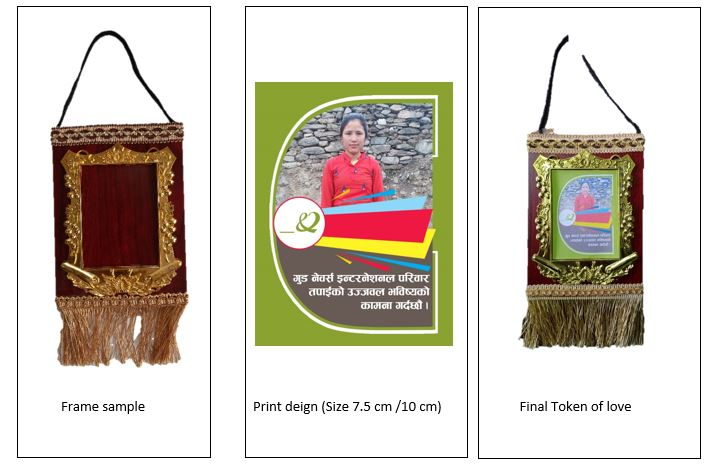 गुड नेवर्स इन्टरनेशनल परिवार
तपाईको उज्जवल भविष्यको
कामना गर्दछौ ।
Frame sample
Print deign (Size 7.5 cm /10 cm)
Final Token of love